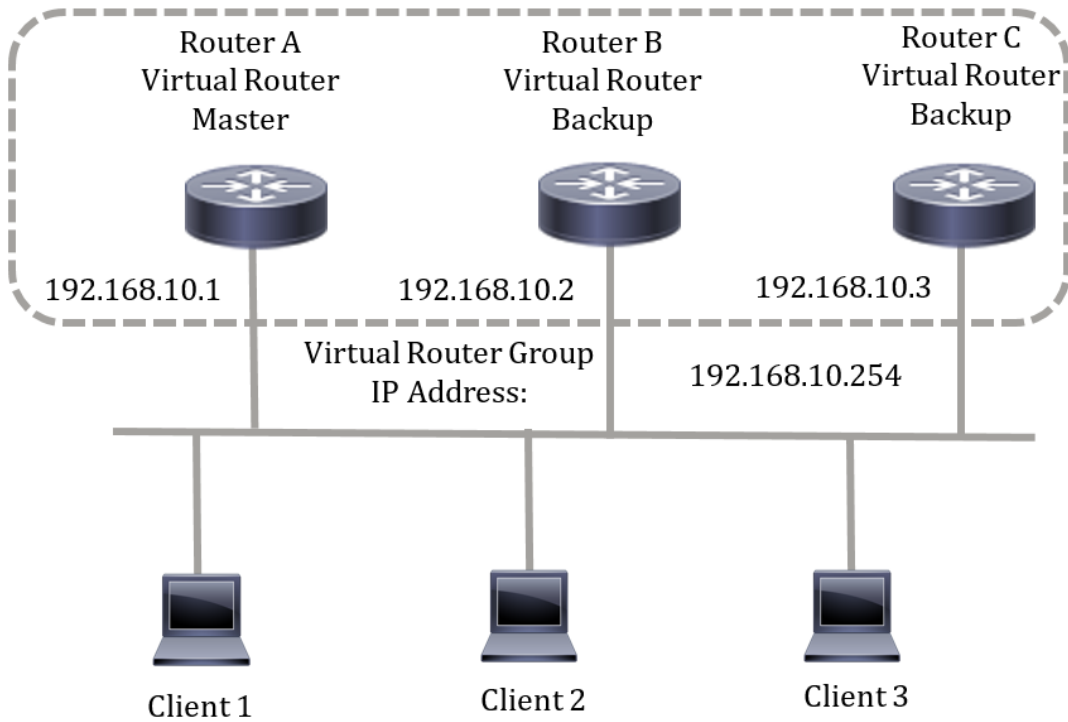 Router A
Virtual Router
Master
Router B
Virtual Router
Backup
Router C
Virtual Router
Backup
192.168.10.1
192.168.10.2
192.168.10.3
Virtual Router Group
IP Address:
192.168.10.254
Client 1
Client 2
Client 3